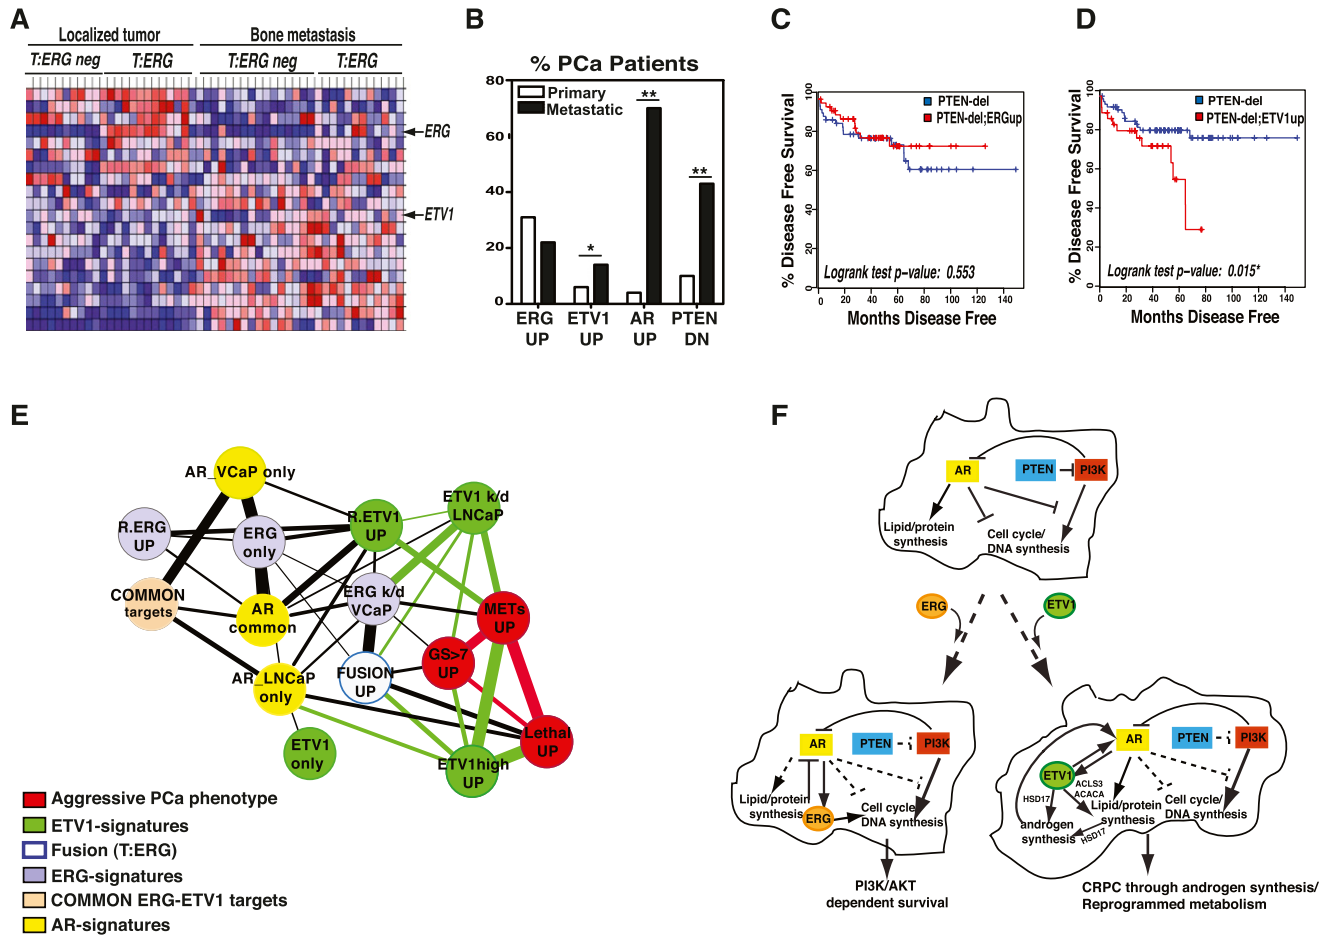 A
Localized tumor
Bone metastasis
T:ERG neg
T:ERG
T:ERG neg
T:ERG
ERG
ETV1
B
% PCa Patients
80
60
40
20
0
Primary
Metastatic
*
**
**
ERG
UP
ETV1
UP
AR
UP
PTEN
DN
C
% Disease Free Survival
100
80
60
40
20
0
PTEN-del
PTEN-del;ERGup
Logrank test p-value: 0.553
0 20 40 60 80 100 120 140
Months Disease Free
D
% Disease Free Survival
100
80
60
40
20
0
PTEN-del
PTEN-del;ETV1up
Logrank test p-value: 0.015*
0 20 40 60 80 100 120 140
Months Disease Free
E
AR_VCaP only
R.ERG
UP
ERG
only
R.ETV1
UP
ETV1 k/d
LNCaP
COMMON
targets
AR
common
ERG k/d
VCaP
METs
UP
GS>7
UP
FUSION
UP
AR_LNCaP
only
ETV1
only
ETV1high
UP
Lethal
UP
Aggressive PCa phenotype
ETV1-signatures
Fusion (T:ERG)
ERG-signatures
COMMON ERG-ETV1 targets
AR-signatures
F
AR
PTEN
PI3K
Lipid/protein
synthesis
Cell cycle/
DNA synthesis
ERG
ETV1
AR
PTEN
PI3K
Lipid/protein
synthesis
ERG
Cell cycle/
DNA synthesis
PI3K/AKT
dependent survival
AR
PTEN
PI3K
ETV1
ACLS3
ACACA
HSD17
Lipid/protein
synthesis
Cell cycle/
DNA synthesis
androgen
synthesis
HSD17
CRPC through androgen synthesis/
Reprogrammed metabolism